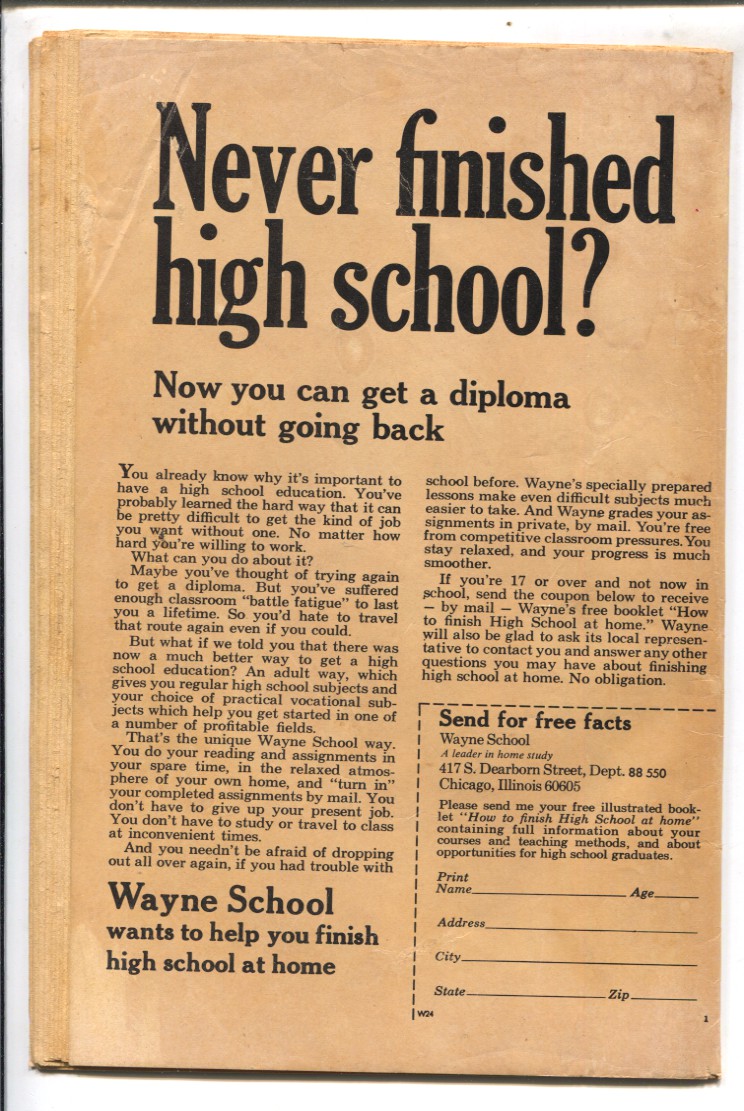 Never finished
high school?
Now you can get a diploma
without going back
You already know why it's important to
have a high school education. You've
probably learned the hard way that it can
be pretty difficult to get the kind of job
you want without one. No matter how
hard you're willing to work.
What can you do about it?
Maybe you've thought of trying again
to get a diploma. But you've suffered
enough classroom "battle fatigue" to last
you a lifetime. So you'd hate to travel
that route again even if you could.
But what if we told you that there was
now a much better way to get a high
school education? An adult way, which
gives you regular high school subjects and
your choice of practical vocational sub-
jects which help you get started in one of
a number of profitable fields.
That's the unique Wayne School way.
You do your reading and assignments in
your spare time, in the relaxed atmos-
phere of your own home, and "turn in"
your completed assignments by mail. You
don't have to give up your present job.
You don't have to study or travel to class
at inconvenient times.
And you needn't be afraid of dropping
out all over again, if you had trouble with
school before. Wayne's specially prepared
lessons make even difficult subjects much
easier to take. And Wayne grades your as-
signments in private, by mail. You're free
from competitive classroom pressures. You
stay relaxed, and your progress is much
smoother.
If you're 17 or over and not now in
school, send the coupon below to receive
— by mail — Wayne's free booklet "How
to finish High School at home." Wayne
will also be glad to ask its local represen-
tative to contact you and answer any other
questions you may have about finishing
high school at home. No obligation.
Wayne School
wants to help you finish
high school at home
Send for free facts
Wayne School
A leader in home study
417 S. Dearborn Street, Dept. 88 550
Chicago, Illinois 60605
Please send me your free illustrated book-
let "How to finish High School at home"
containing full information about your
courses and teaching methods, and about
opportunities for high school graduates.
Print
Name Age
Address
City
State Zip
W24
1